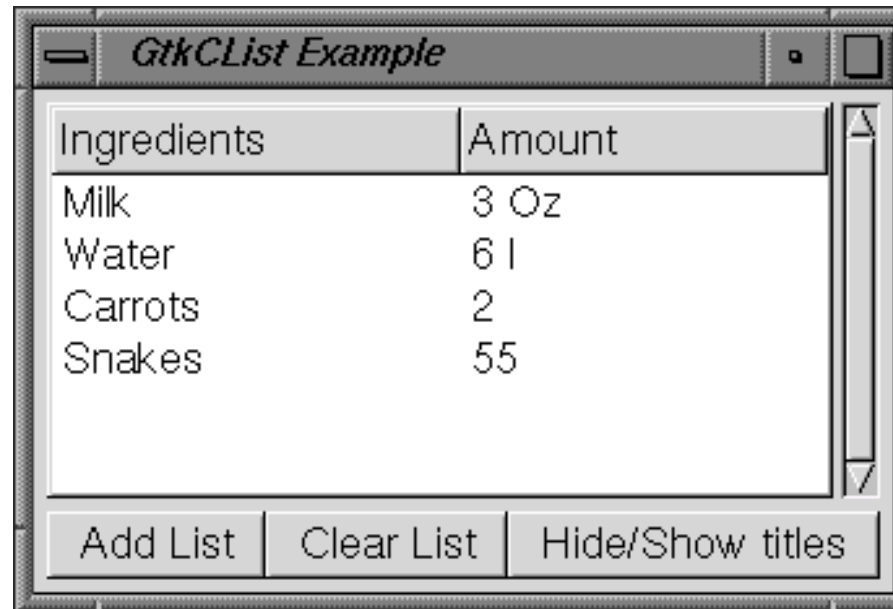 GtkCList Example
Ingredients Amount
Milk 3 Oz
Water 6 l
Carrots 2
Snakes 55
Add List Clear List Hide/Show titles